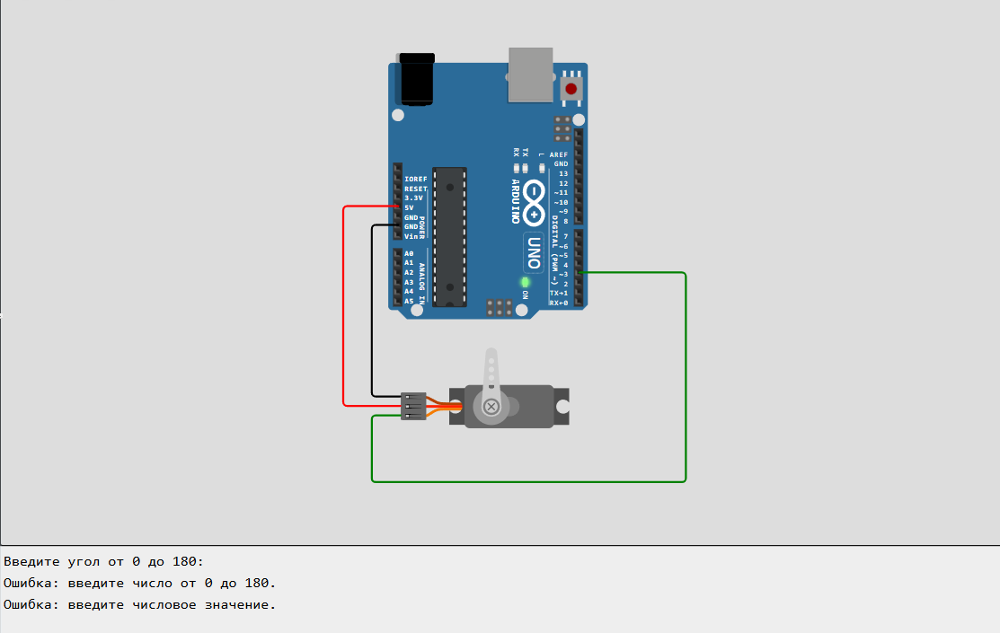 RX
TX
L
AREF
GND
13
12
~11
~10
~9
8
7
~6
~5
4
~3
2
TX→1
RX←0
DIGITAL (PWM ~)
ARDUINO
UNO
ON
IOREF
RESET
3.3V
5V
GND
GND
Vin
POWER
A0
A1
A2
A3
A4
A5
ANALOG IN
Введите угол от 0 до 180:
Ошибка: введите число от 0 до 180.
Ошибка: введите числовое значение.